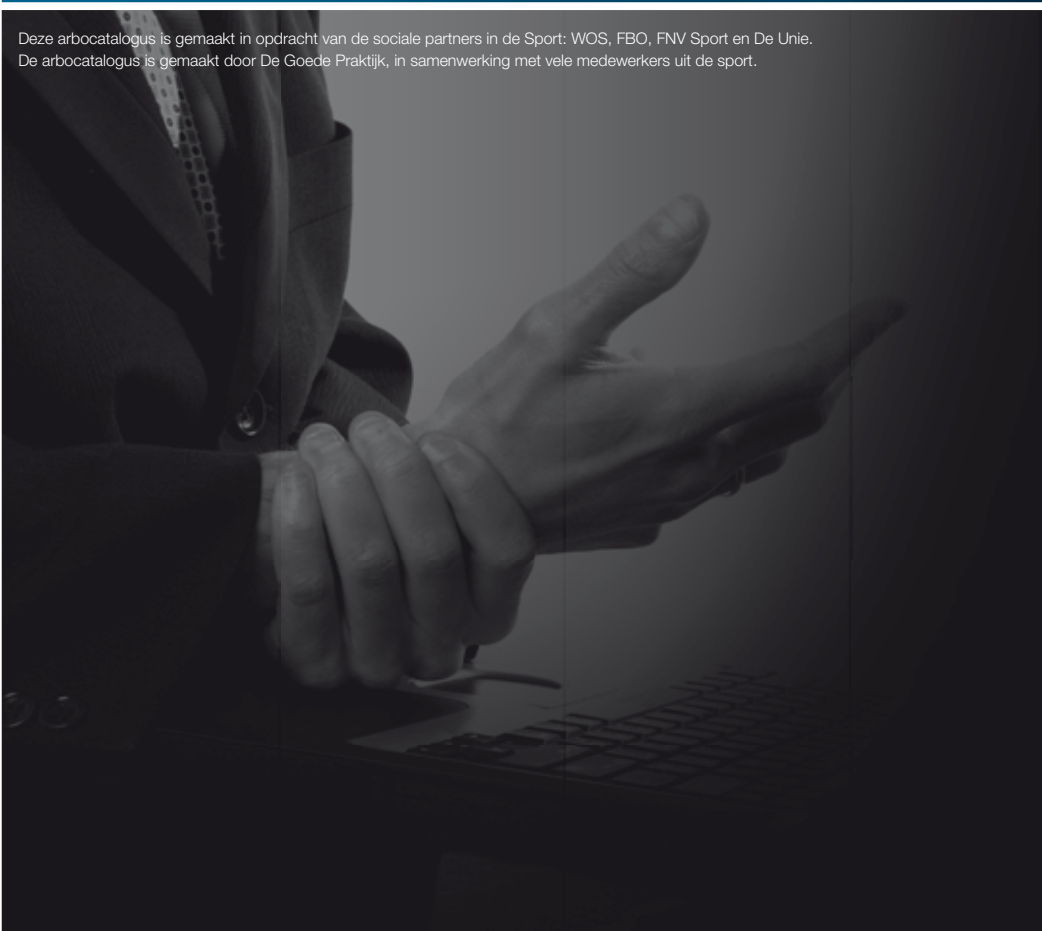 Deze arbocatalogus is gemaakt in opdracht van de sociale partners in de Sport: WOS, FBO, FNV Sport en De Unie.
De arbocatalogus is gemaakt door De Goede Praktijk, in samenwerking met vele medewerkers uit de sport.